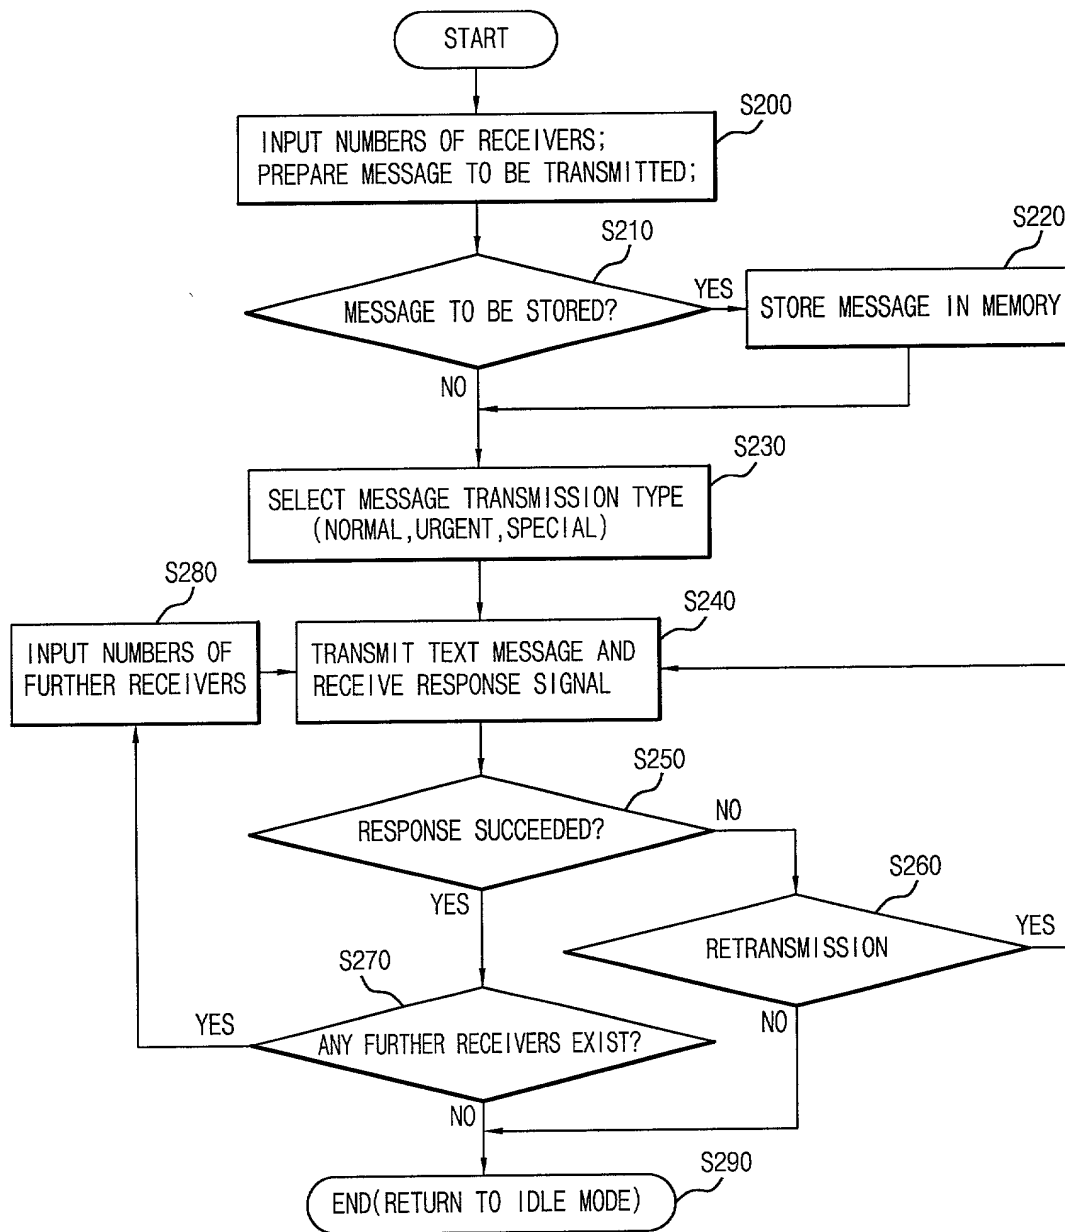 START
S200
INPUT NUMBERS OF RECEIVERS;
PREPARE MESSAGE TO BE TRANSMITTED;
S210
S220
MESSAGE TO BE STORED?
YES
STORE MESSAGE IN MEMORY
NO
S230
SELECT MESSAGE TRANSMISSION TYPE
(NORMAL,URGENT,SPECIAL)
S280
S240
INPUT NUMBERS OF
FURTHER RECEIVERS
TRANSMIT TEXT MESSAGE AND
RECEIVE RESPONSE SIGNAL
S250
RESPONSE SUCCEEDED?
NO
YES
S260
RETRANSMISSION
YES
NO
S270
YES
ANY FURTHER RECEIVERS EXIST?
NO
S290
END(RETURN TO IDLE MODE)